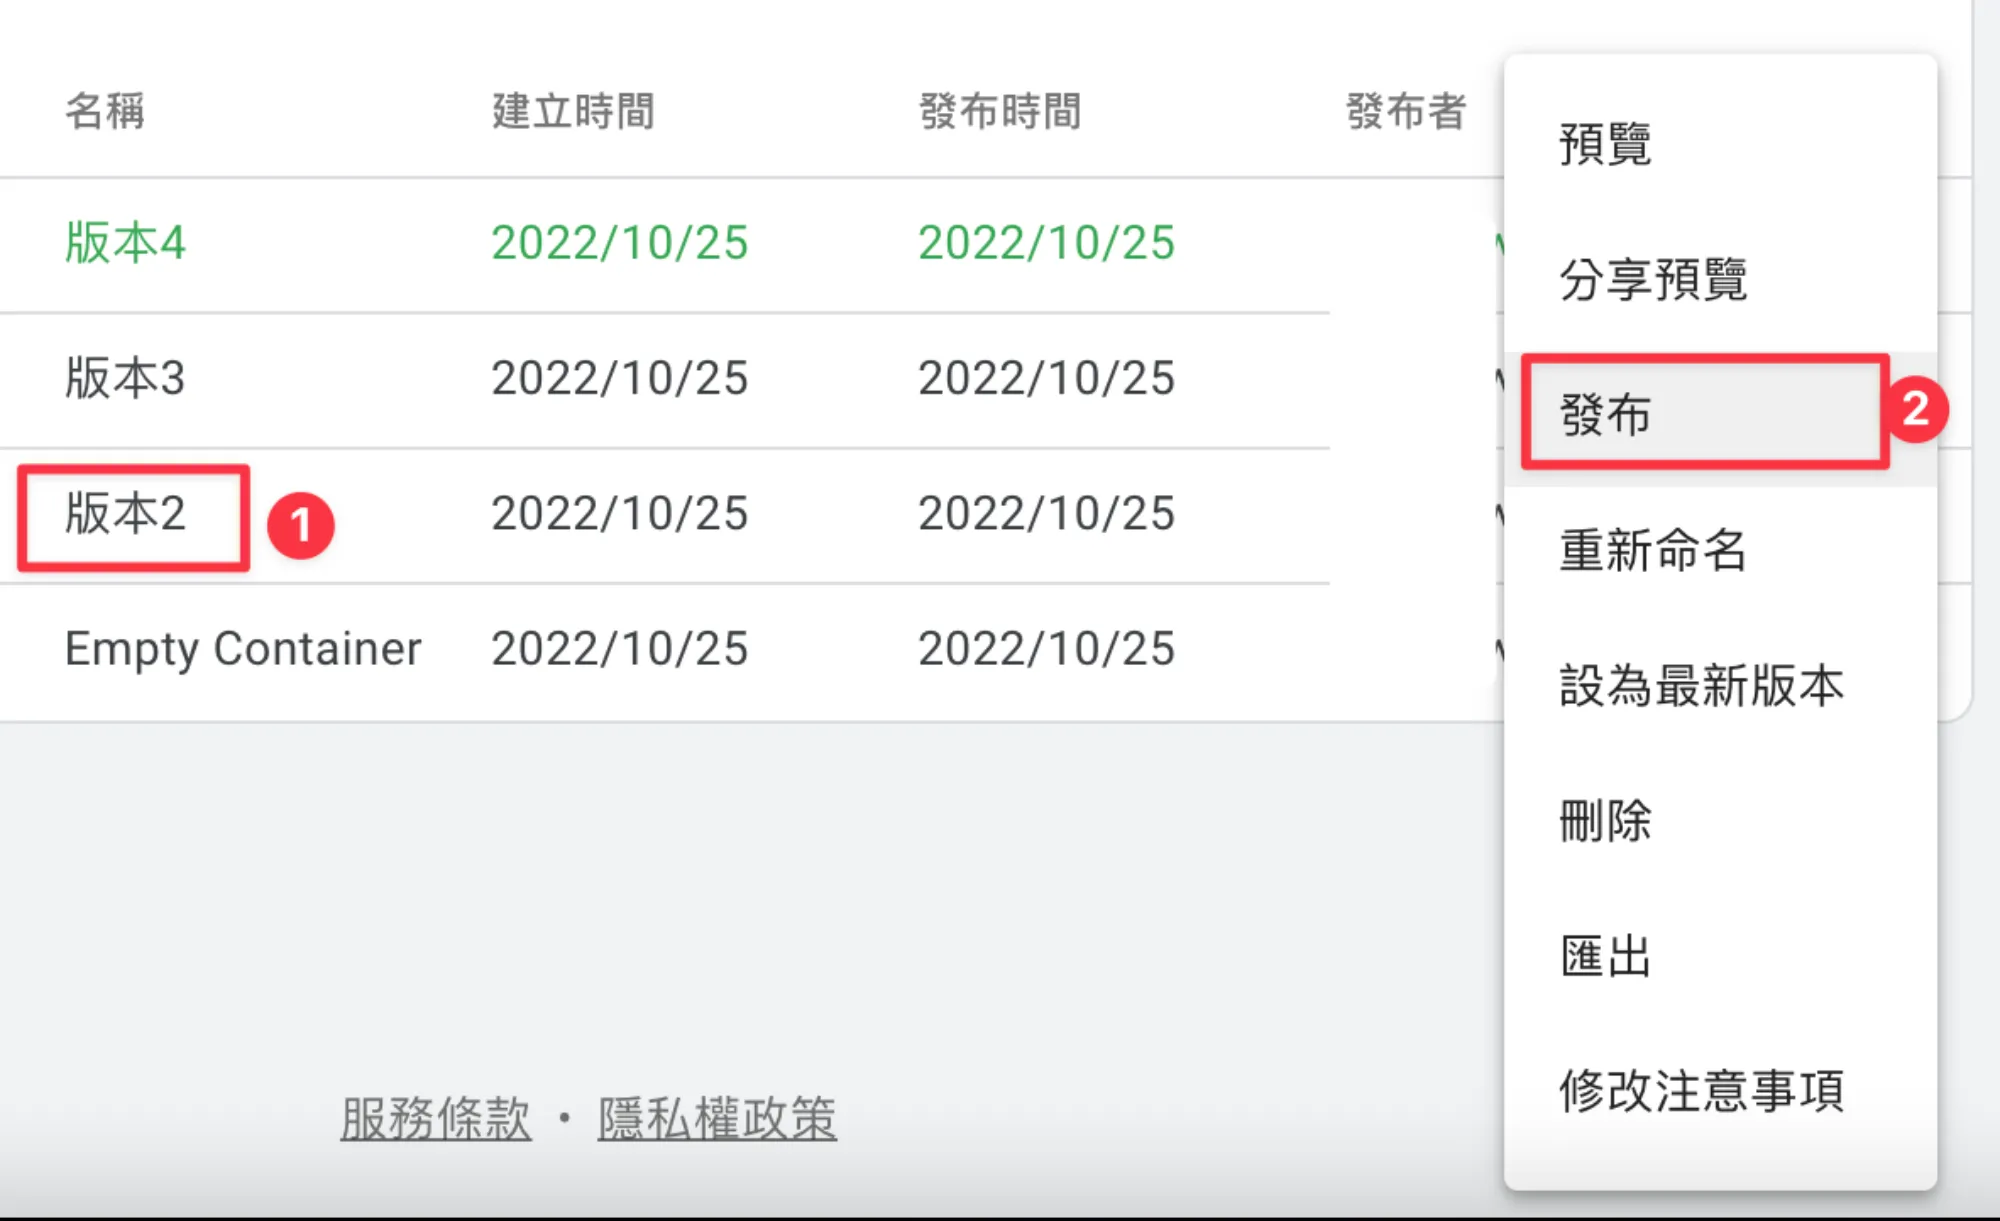 名稱 建立時間 發布時間 發布者
版本4 2022/10/25 2022/10/25
版本3 2022/10/25 2022/10/25
版本2 1 2022/10/25 2022/10/25
Empty Container 2022/10/25 2022/10/25
預覽
分享預覽
發布 2
重新命名
設為最新版本
刪除
匯出
修改注意事項
服務條款 • 隱私權政策